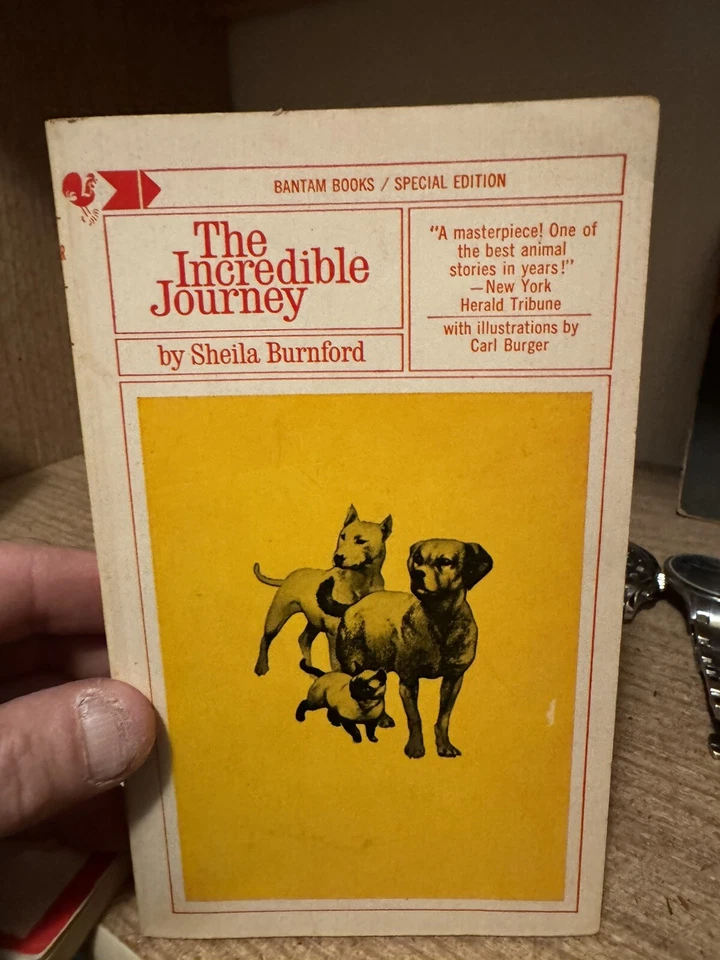 BANTAM BOOKS / SPECIAL EDITION
The
Incredible
Journey
by Sheila Burnford
"A masterpiece! One of
the best animal
stories in years!"
—New York
Herald Tribune
with illustrations by
Carl Burger